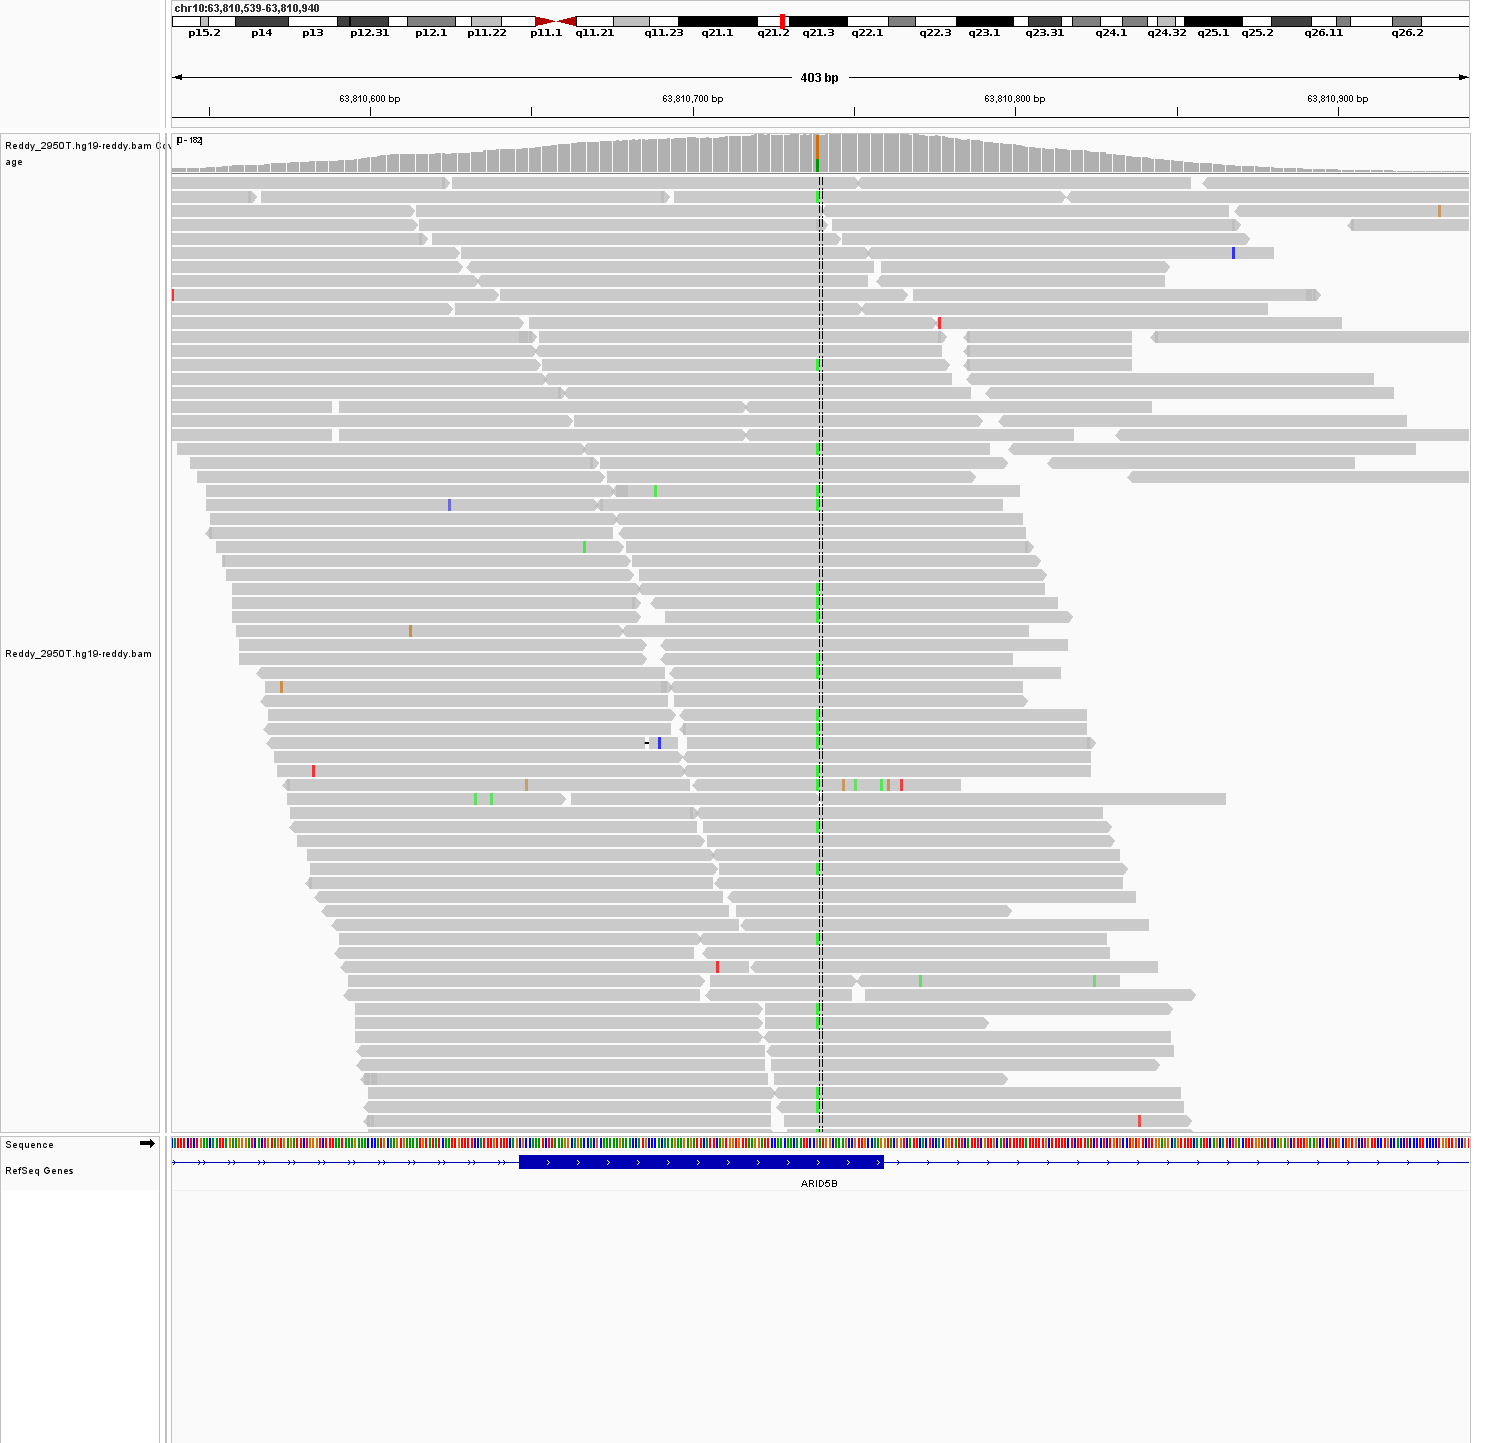 chr10:63,810,539-63,810,940
p15.2 p14 p13 p12.31 p12.1 p11.22 p11.1 q11.21 q11.23 q21.1 q21.2 q21.3 q22.1 q22.3 q23.1 q23.31 q24.1 q24.32 q25.1 q25.2 q26.11 q26.2
403 bp
63,810,600 bp 63,810,700 bp 63,810,800 bp 63,810,900 bp
Reddy_2950T.hg19-reddy.bam Cov
age
[0 - 182]
Reddy_2950T.hg19-reddy.bam
Sequence
RefSeq Genes
ARID5B